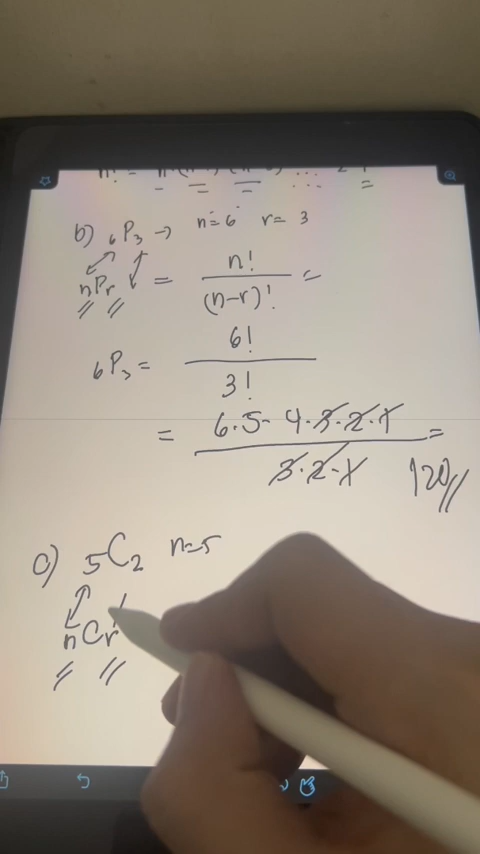 b) ₆P₃ → n=6 r= 3
nPr = n! / (n-r)! =
₆P₃ = 6! / 3!
= 6·5·4·3·2·1 / 3·2·1 = 120//
c) ₅C₂ n=5
nCr